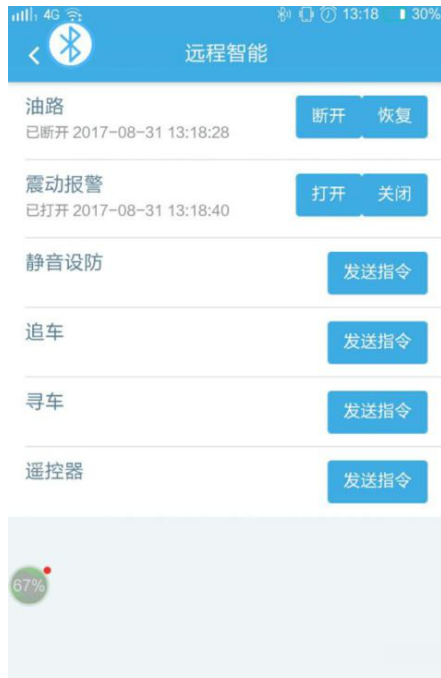 4G 13:18 30%
远程智能
油路
已断开 2017-08-31 13:18:28
断开 恢复
震动报警
已打开 2017-08-31 13:18:40
打开 关闭
静音设防
发送指令
追车
发送指令
寻车
发送指令
遥控器
发送指令
67%